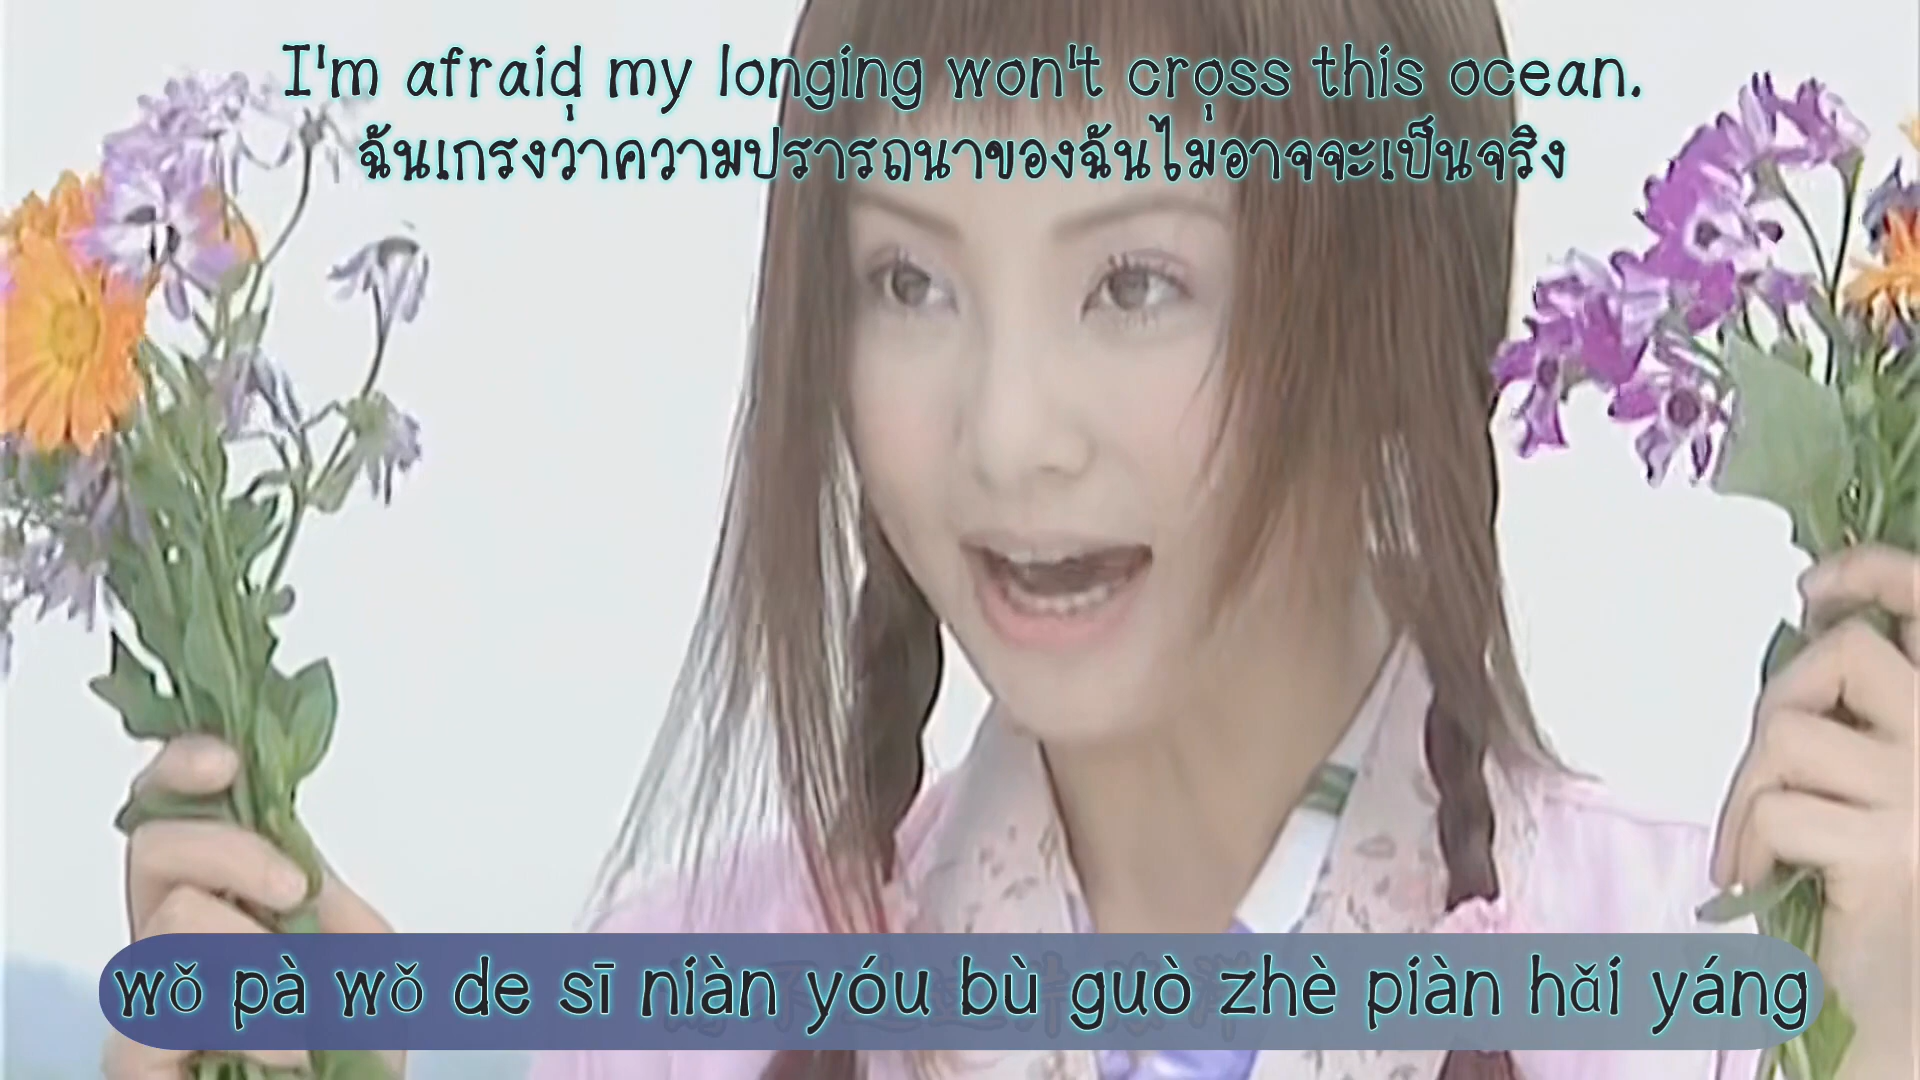 I'm afraid my longing won't cross this ocean.
ฉันเกรงว่าความปรารถนาของฉันไม่อาจจะเป็นจริง
wǒ pà wǒ de sī niàn yóu bù guò zhè piàn hǎi yáng